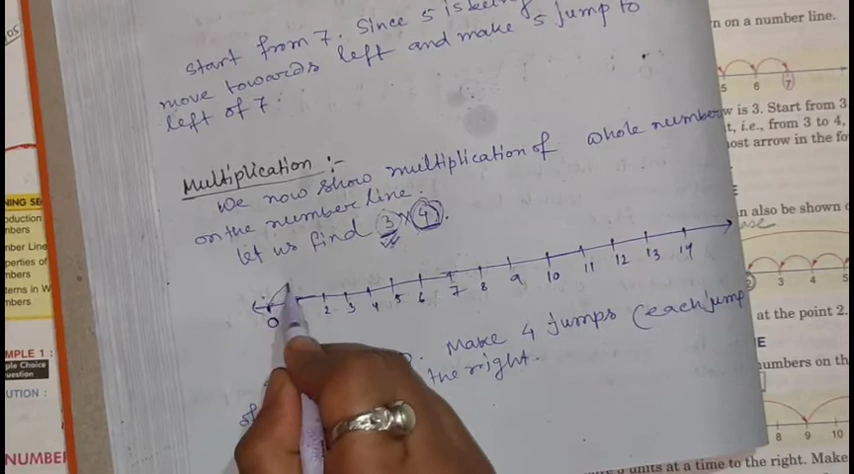 start from 7. Since 5 is
move towards left and make 5 jump to
left of 7.
Multiplication :-
We now show multiplication of whole number
on the number line.
let us find 3 x 4.
0 2 3 4 5 6 7 8 9 10 11 12 13 14
Make 4 jumps (each jump
of the right.
n on a number line.
5 6 7
w is 3. Start from 3
t, i.e., from 3 to 4,
ost arrow in the fo
n also be shown
2 3 4
at the point 2.
umbers on th
8 9 10
units at a time to the right. Make
NING SE
oduction
mbers
mber Line
perties of
mbers
terns in W
mbers
MPLE 1 :
ple Choice
uestion
UTION :
NUMBER